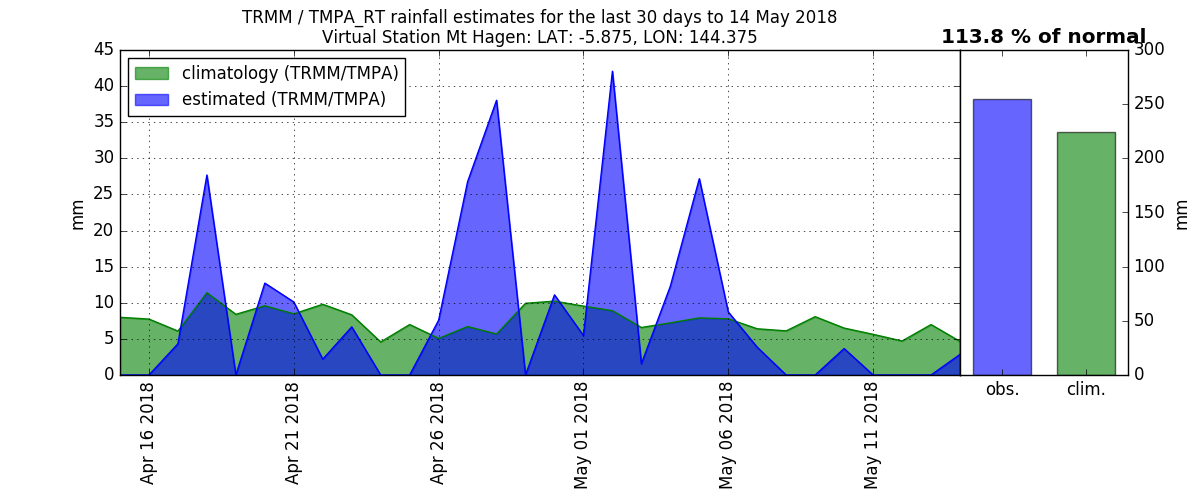 TRMM / TMPA_RT rainfall estimates for the last 30 days to 14 May 2018
Virtual Station Mt Hagen: LAT: -5.875, LON: 144.375
113.8 % of normal
climatology (TRMM/TMPA)
estimated (TRMM/TMPA)
45
40
35
30
25
20
15
10
5
0
mm
Apr 16 2018
Apr 21 2018
Apr 26 2018
May 01 2018
May 06 2018
May 11 2018
300
250
200
150
100
50
0
mm
obs.
clim.